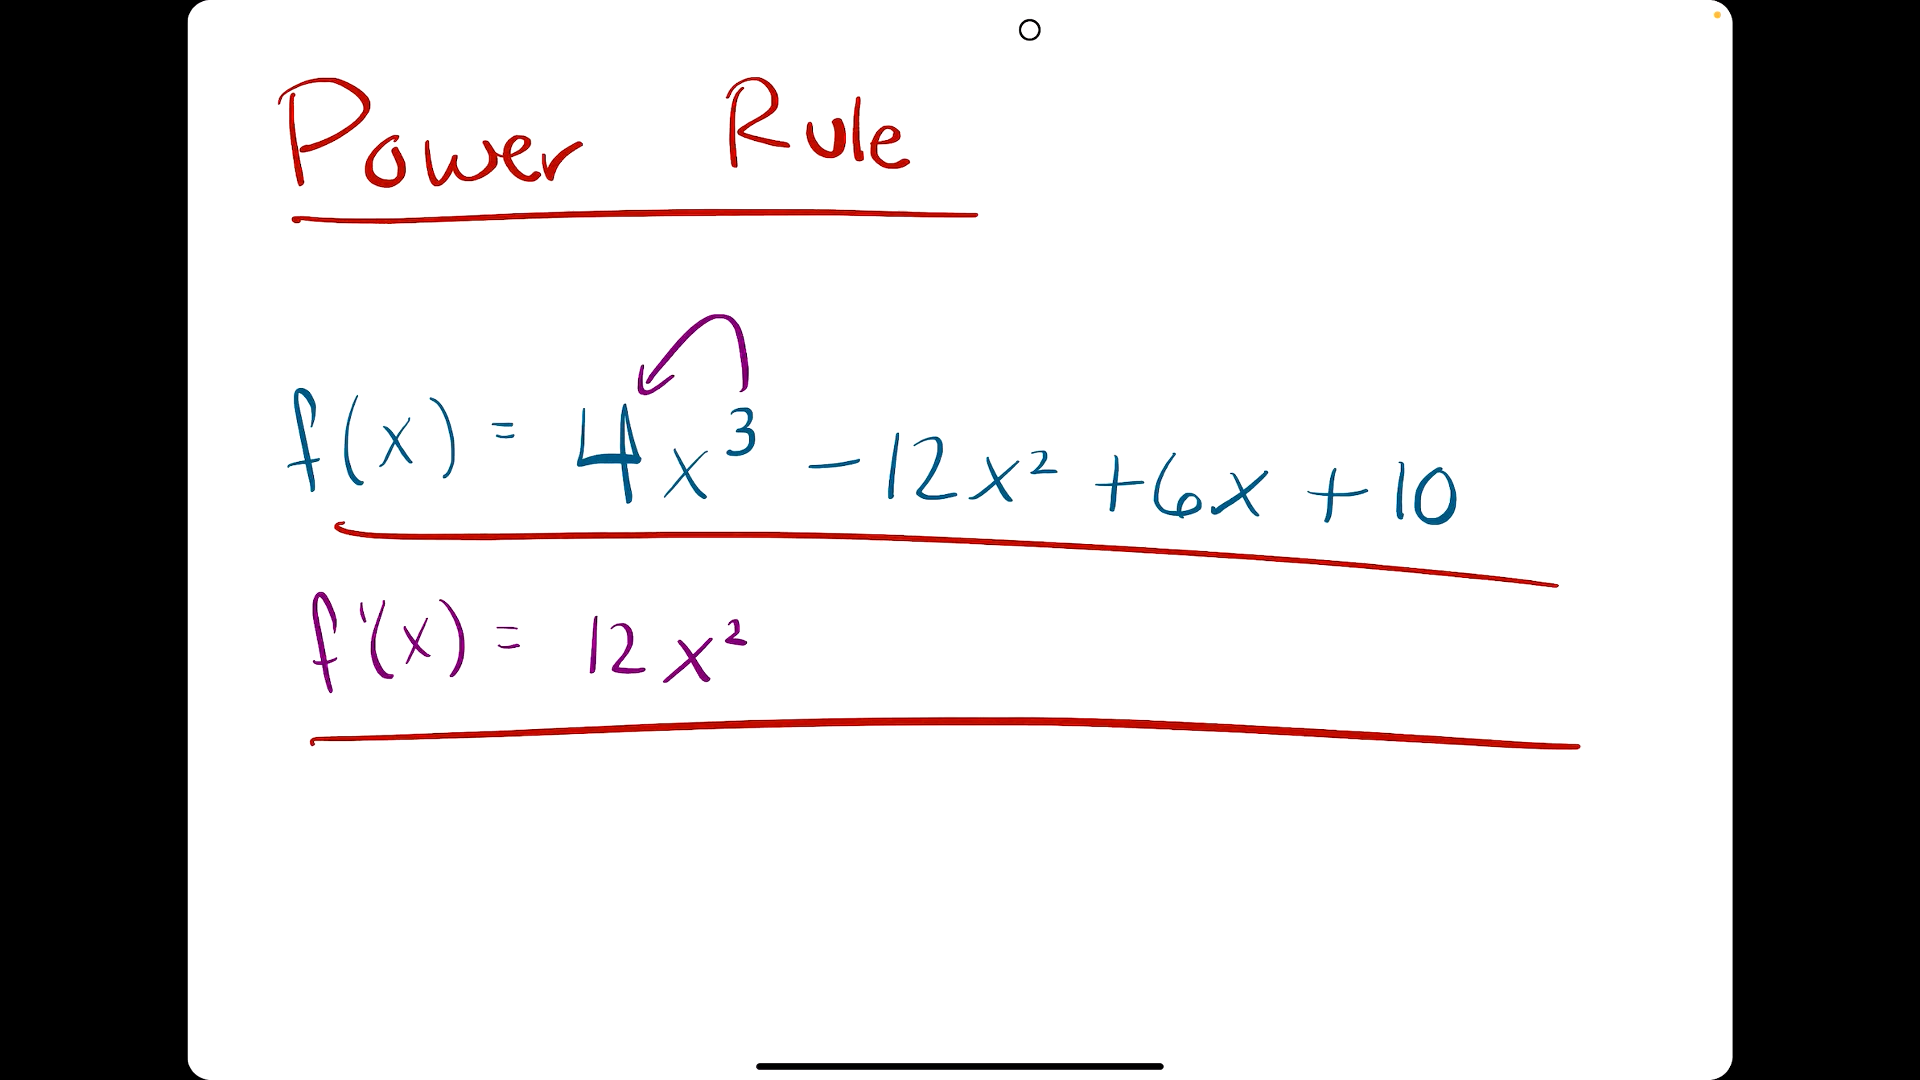 Power Rule
f(x) = 4x³ - 12x² + 6x + 10
f'(x) = 12x²